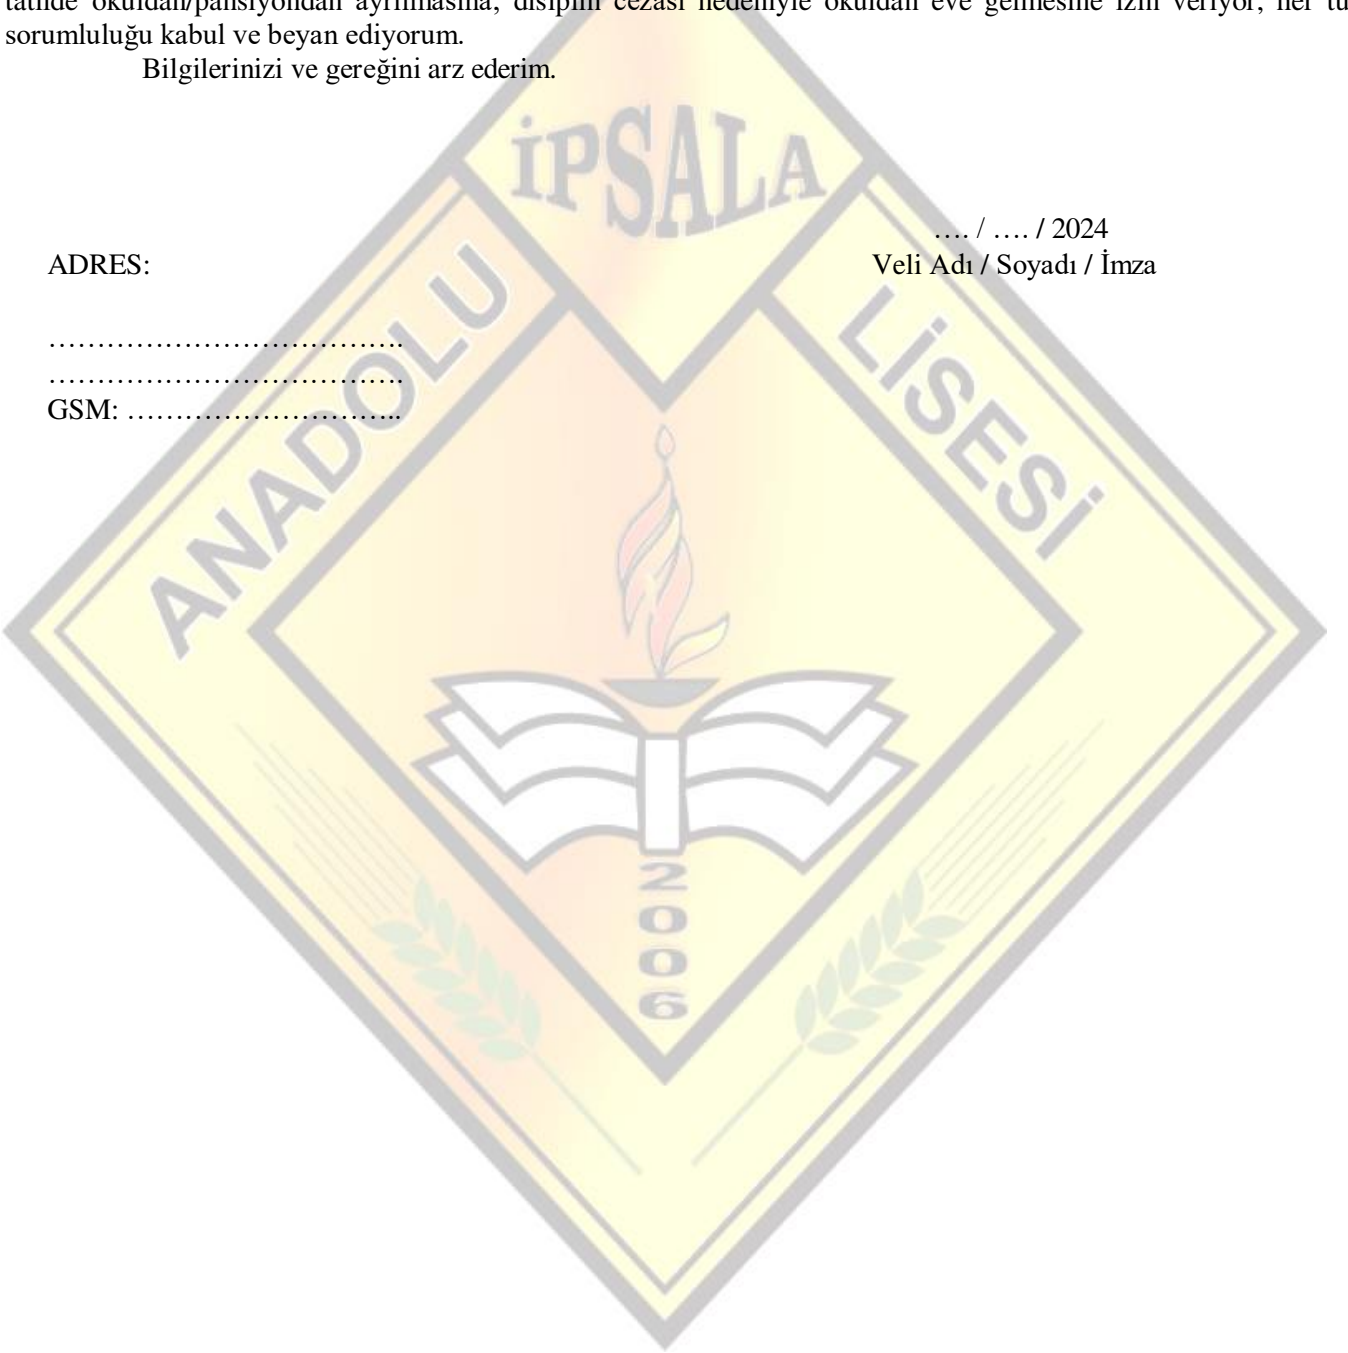 tatilde okuldan/pansiyondan ayrılmasına, disiplin cezası nedeniyle okuldan eve gelmesine izin veriyor, her tü
sorumluluğu kabul ve beyan ediyorum.
Bilgilerinizi ve gereğini arz ederim.
İPSALA
…. / …. / 2024
ADRES:
Veli Adı / Soyadı / İmza
ANADOLU
LİSESİ
……………………………….
……………………………….
GSM: ………………………..
2006